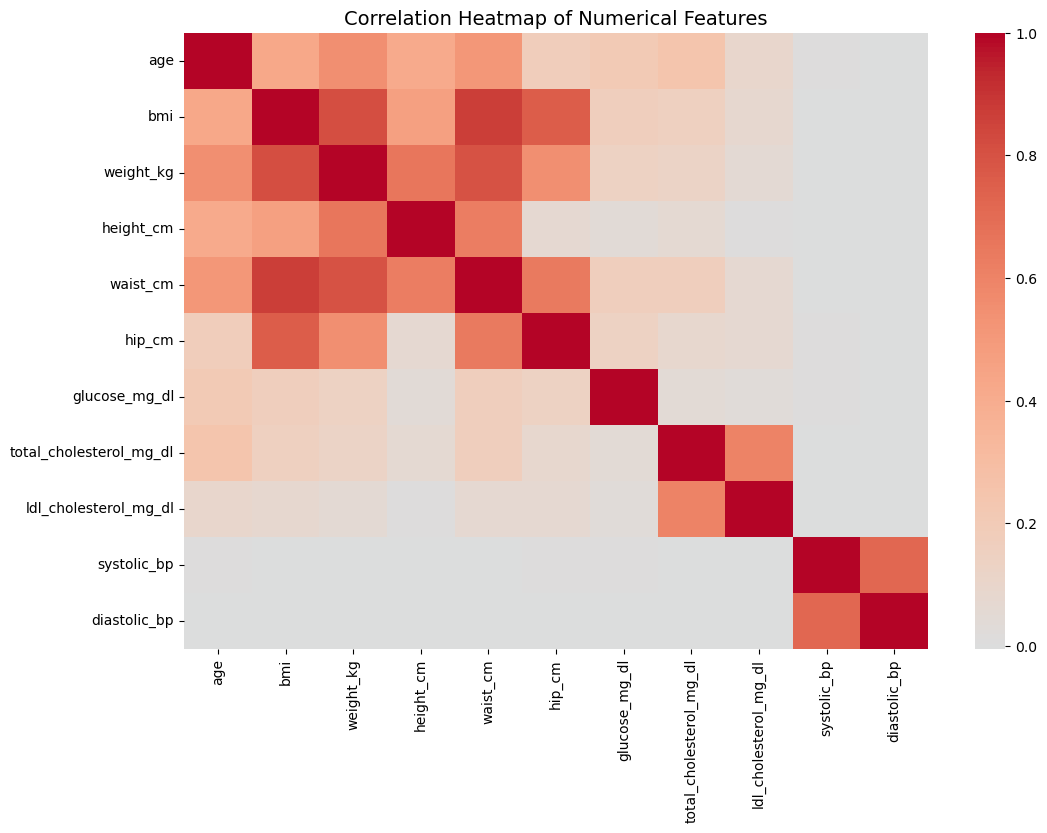 Correlation Heatmap of Numerical Features
age
bmi
weight_kg
height_cm
waist_cm
hip_cm
glucose_mg_dl
total_cholesterol_mg_dl
ldl_cholesterol_mg_dl
systolic_bp
diastolic_bp
age
bmi
weight_kg
height_cm
waist_cm
hip_cm
glucose_mg_dl
total_cholesterol_mg_dl
ldl_cholesterol_mg_dl
systolic_bp
diastolic_bp
1.0
0.8
0.6
0.4
0.2
0.0